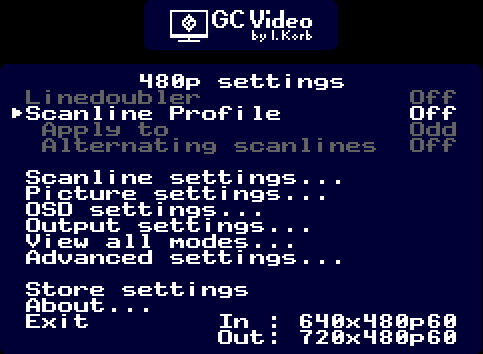 GC Video
by I.Korb
480p settings
Linedoubler Off
▶Scanline Profile Off
Apply to Odd
Alternating scanlines Off
Scanline settings...
Picture settings...
OSD settings...
Output settings...
View all modes...
Advanced settings...
Store settings
About...
Exit In : 640x480p60
Out: 720x480p60